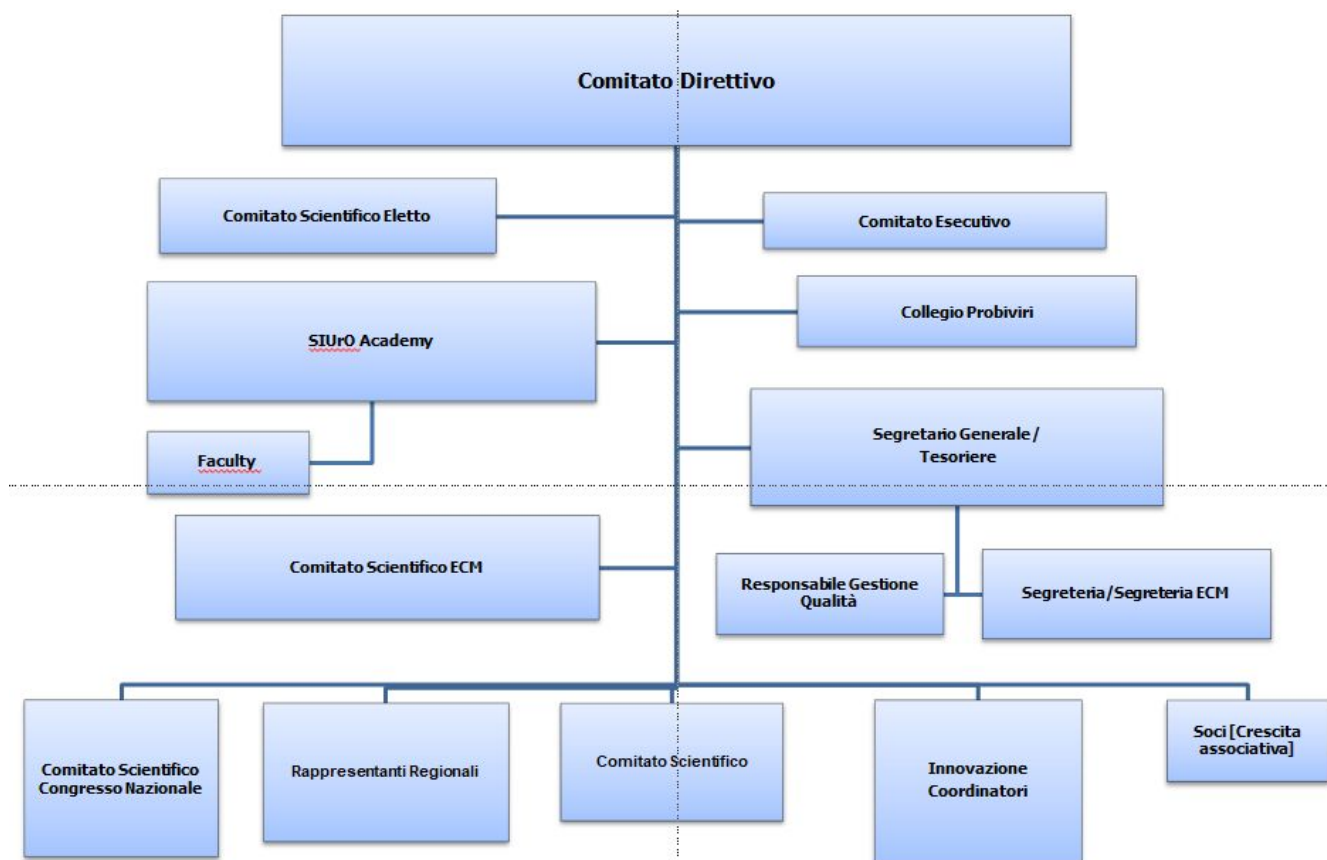 Comitato Direttivo
Comitato Scientifico Eletto
Comitato Esecutivo
SIUrO Academy
Collegio Probiviri
Faculty
Segretario Generale /
Tesoriere
Comitato Scientifico ECM
Responsabile Gestione
Qualità
Segreteria/Segreteria ECM
Comitato Scientifico
Congresso Nazionale
Rappresentanti Regionali
Comitato Scientifico
Innovazione
Coordinatori
Soci [Crescita
associativa]